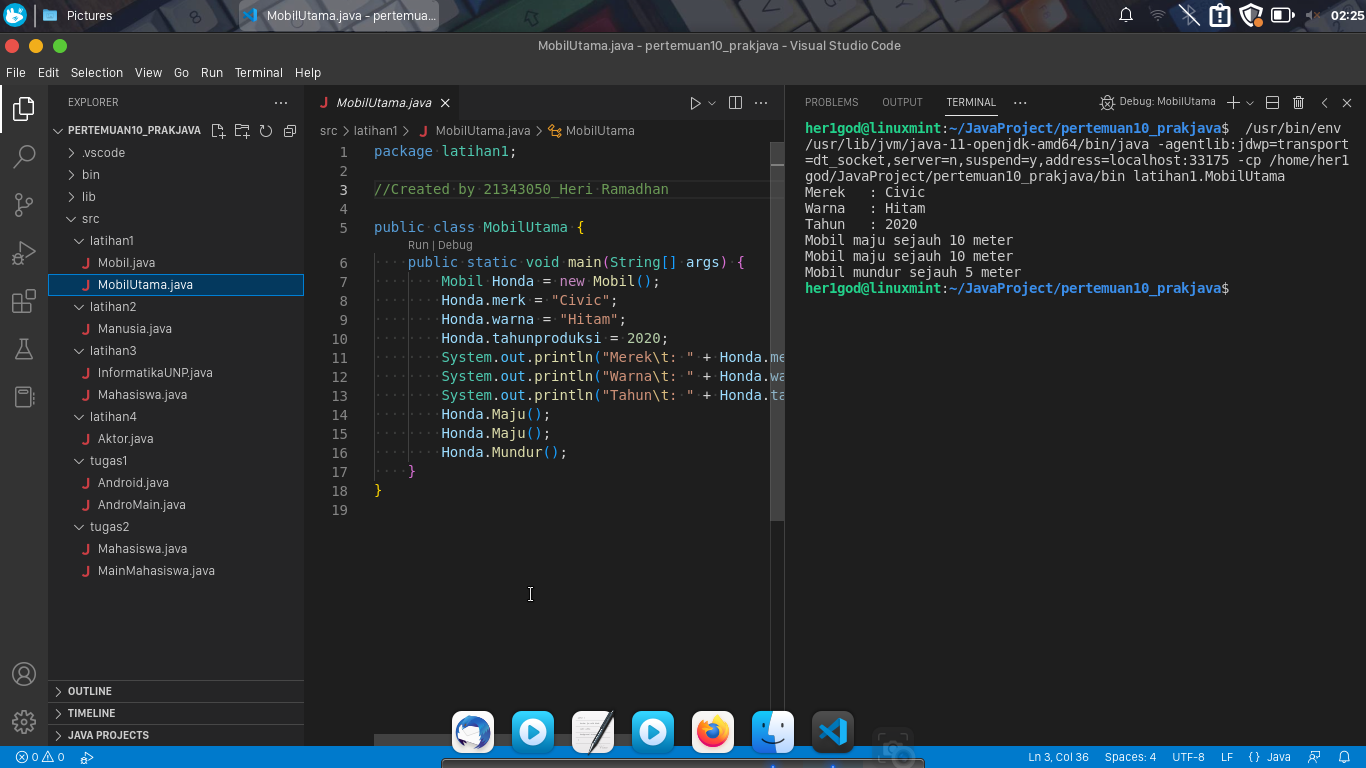 Pictures
MobilUtama.java - pertemua...
02:25
MobilUtama.java - pertemuan10_prakjava - Visual Studio Code
File Edit Selection View Go Run Terminal Help
EXPLORER
PERTEMUAN10_PRAKJAVA
.vscode
bin
lib
src
latihan1
Mobil.java
MobilUtama.java
latihan2
Manusia.java
latihan3
InformatikaUNP.java
Mahasiswa.java
latihan4
Aktor.java
tugas1
Android.java
AndroMain.java
tugas2
Mahasiswa.java
MainMahasiswa.java
OUTLINE
TIMELINE
JAVA PROJECTS
MobilUtama.java
src > latihan1 > MobilUtama.java > MobilUtama
1 package latihan1;
2
3 //Created by 21343050_Heri Ramadhan
4
5 public class MobilUtama {
Run | Debug
6 public static void main(String[] args) {
7 Mobil Honda = new Mobil();
8 Honda.merk = "Civic";
9 Honda.warna = "Hitam";
10 Honda.tahunproduksi = 2020;
11 System.out.println("Merek\t: " + Honda.me
12 System.out.println("Warna\t: " + Honda.wa
13 System.out.println("Tahun\t: " + Honda.ta
14 Honda.Maju();
15 Honda.Maju();
16 Honda.Mundur();
17 }
18 }
19
PROBLEMS OUTPUT TERMINAL ... Debug: MobilUtama
her1god@linuxmint:~/JavaProject/pertemuan10_prakjava$ /usr/bin/env
/usr/lib/jvm/java-11-openjdk-amd64/bin/java -agentlib:jdwp=transport
=dt_socket,server=n,suspend=y,address=localhost:33175 -cp /home/her1
god/JavaProject/pertemuan10_prakjava/bin latihan1.MobilUtama
Merek : Civic
Warna : Hitam
Tahun : 2020
Mobil maju sejauh 10 meter
Mobil maju sejauh 10 meter
Mobil mundur sejauh 5 meter
her1god@linuxmint:~/JavaProject/pertemuan10_prakjava$
0 0
Ln 3, Col 36 Spaces: 4 UTF-8 LF {} Java